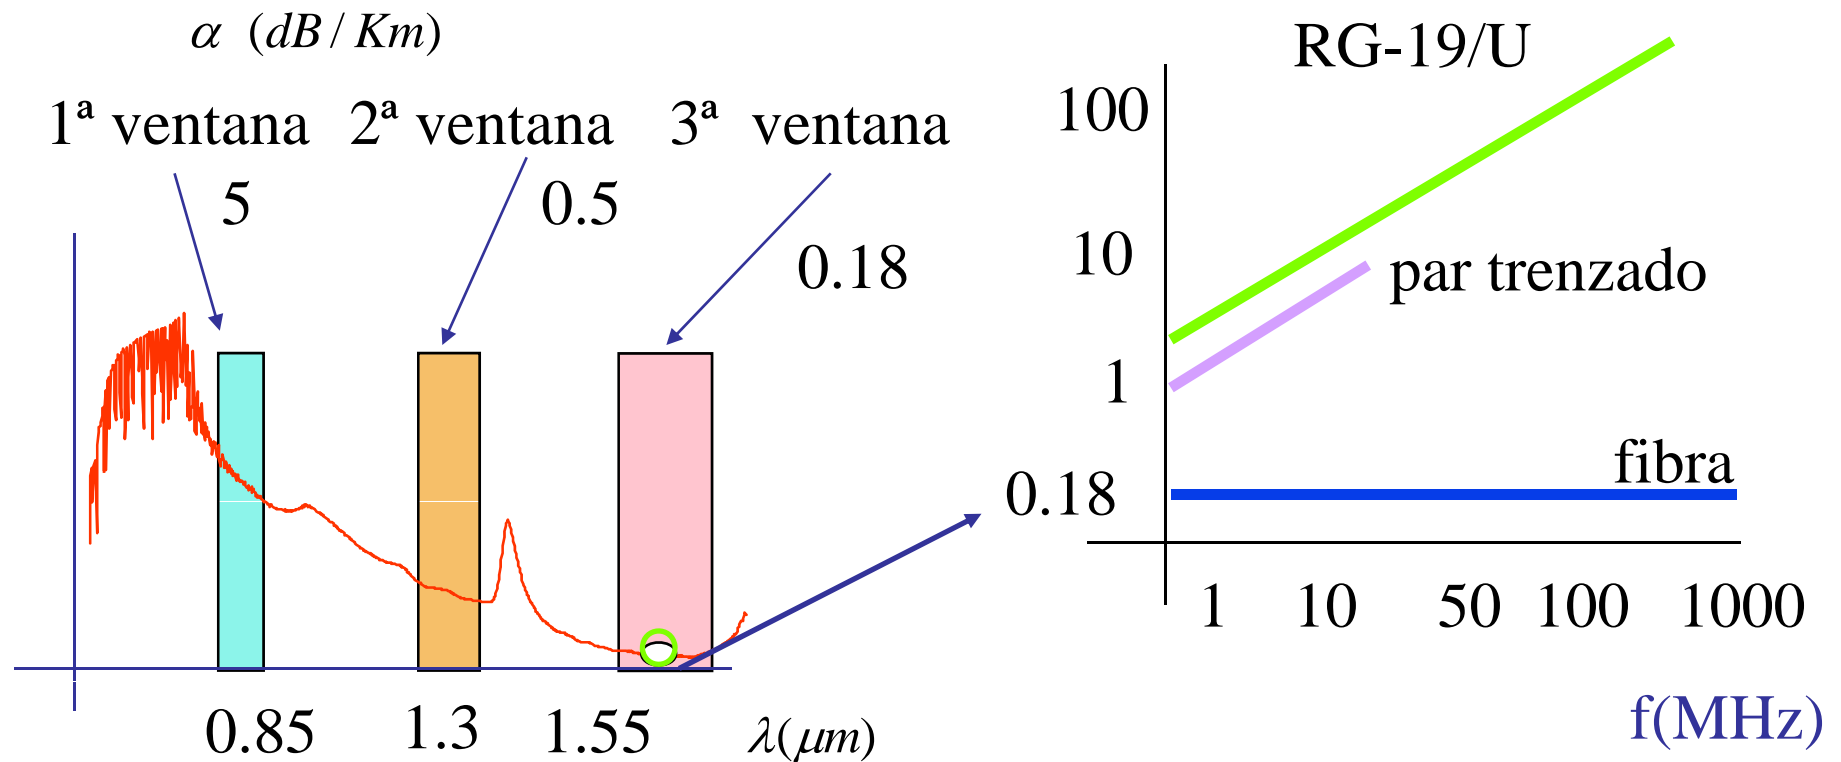 α (dB / Km)
1ª ventana 2ª ventana 3ª ventana
5 0.5
0.18
0.85 1.3 1.55 λ(μm)
RG-19/U
100
10
par trenzado
1
fibra
0.18
1 10 50 100 1000
f(MHz)